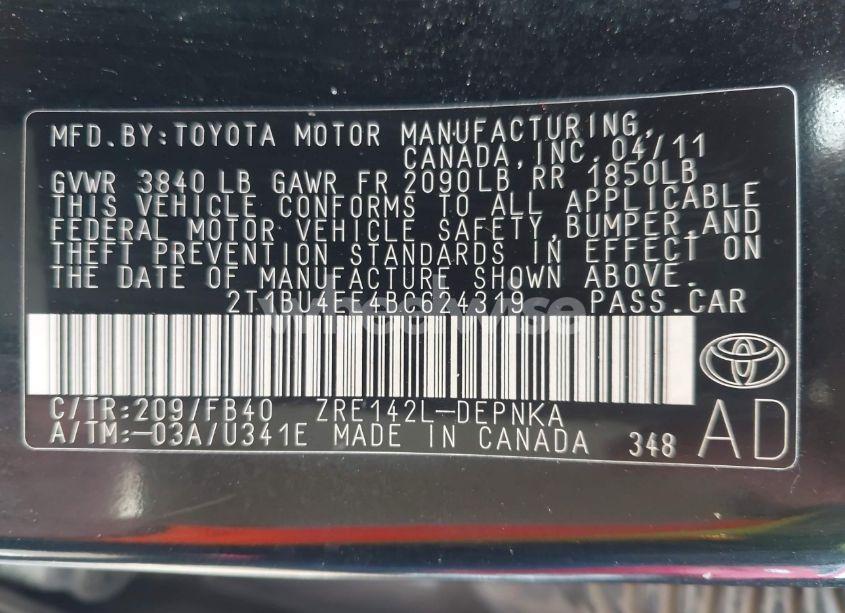 MFD.BY:TOYOTA MOTOR MANUFACTURING,
CANADA,INC. 04/11
GVWR 3840 LB GAWR FR 2090LB RR 1850LB
THIS VEHICLE CONFORMS TO ALL APPLICABLE
FEDERAL MOTOR VEHICLE SAFETY,BUMPER,AND
THEFT PREVENTION STANDARDS IN EFFECT ON
THE DATE OF MANUFACTURE SHOWN ABOVE.
2T1BU4EE4BC624319 PASS.CAR
C/TR:209/FB40 ZRE142L-DEPNKA
A/TM:-03A/U341E MADE IN CANADA 348 AD